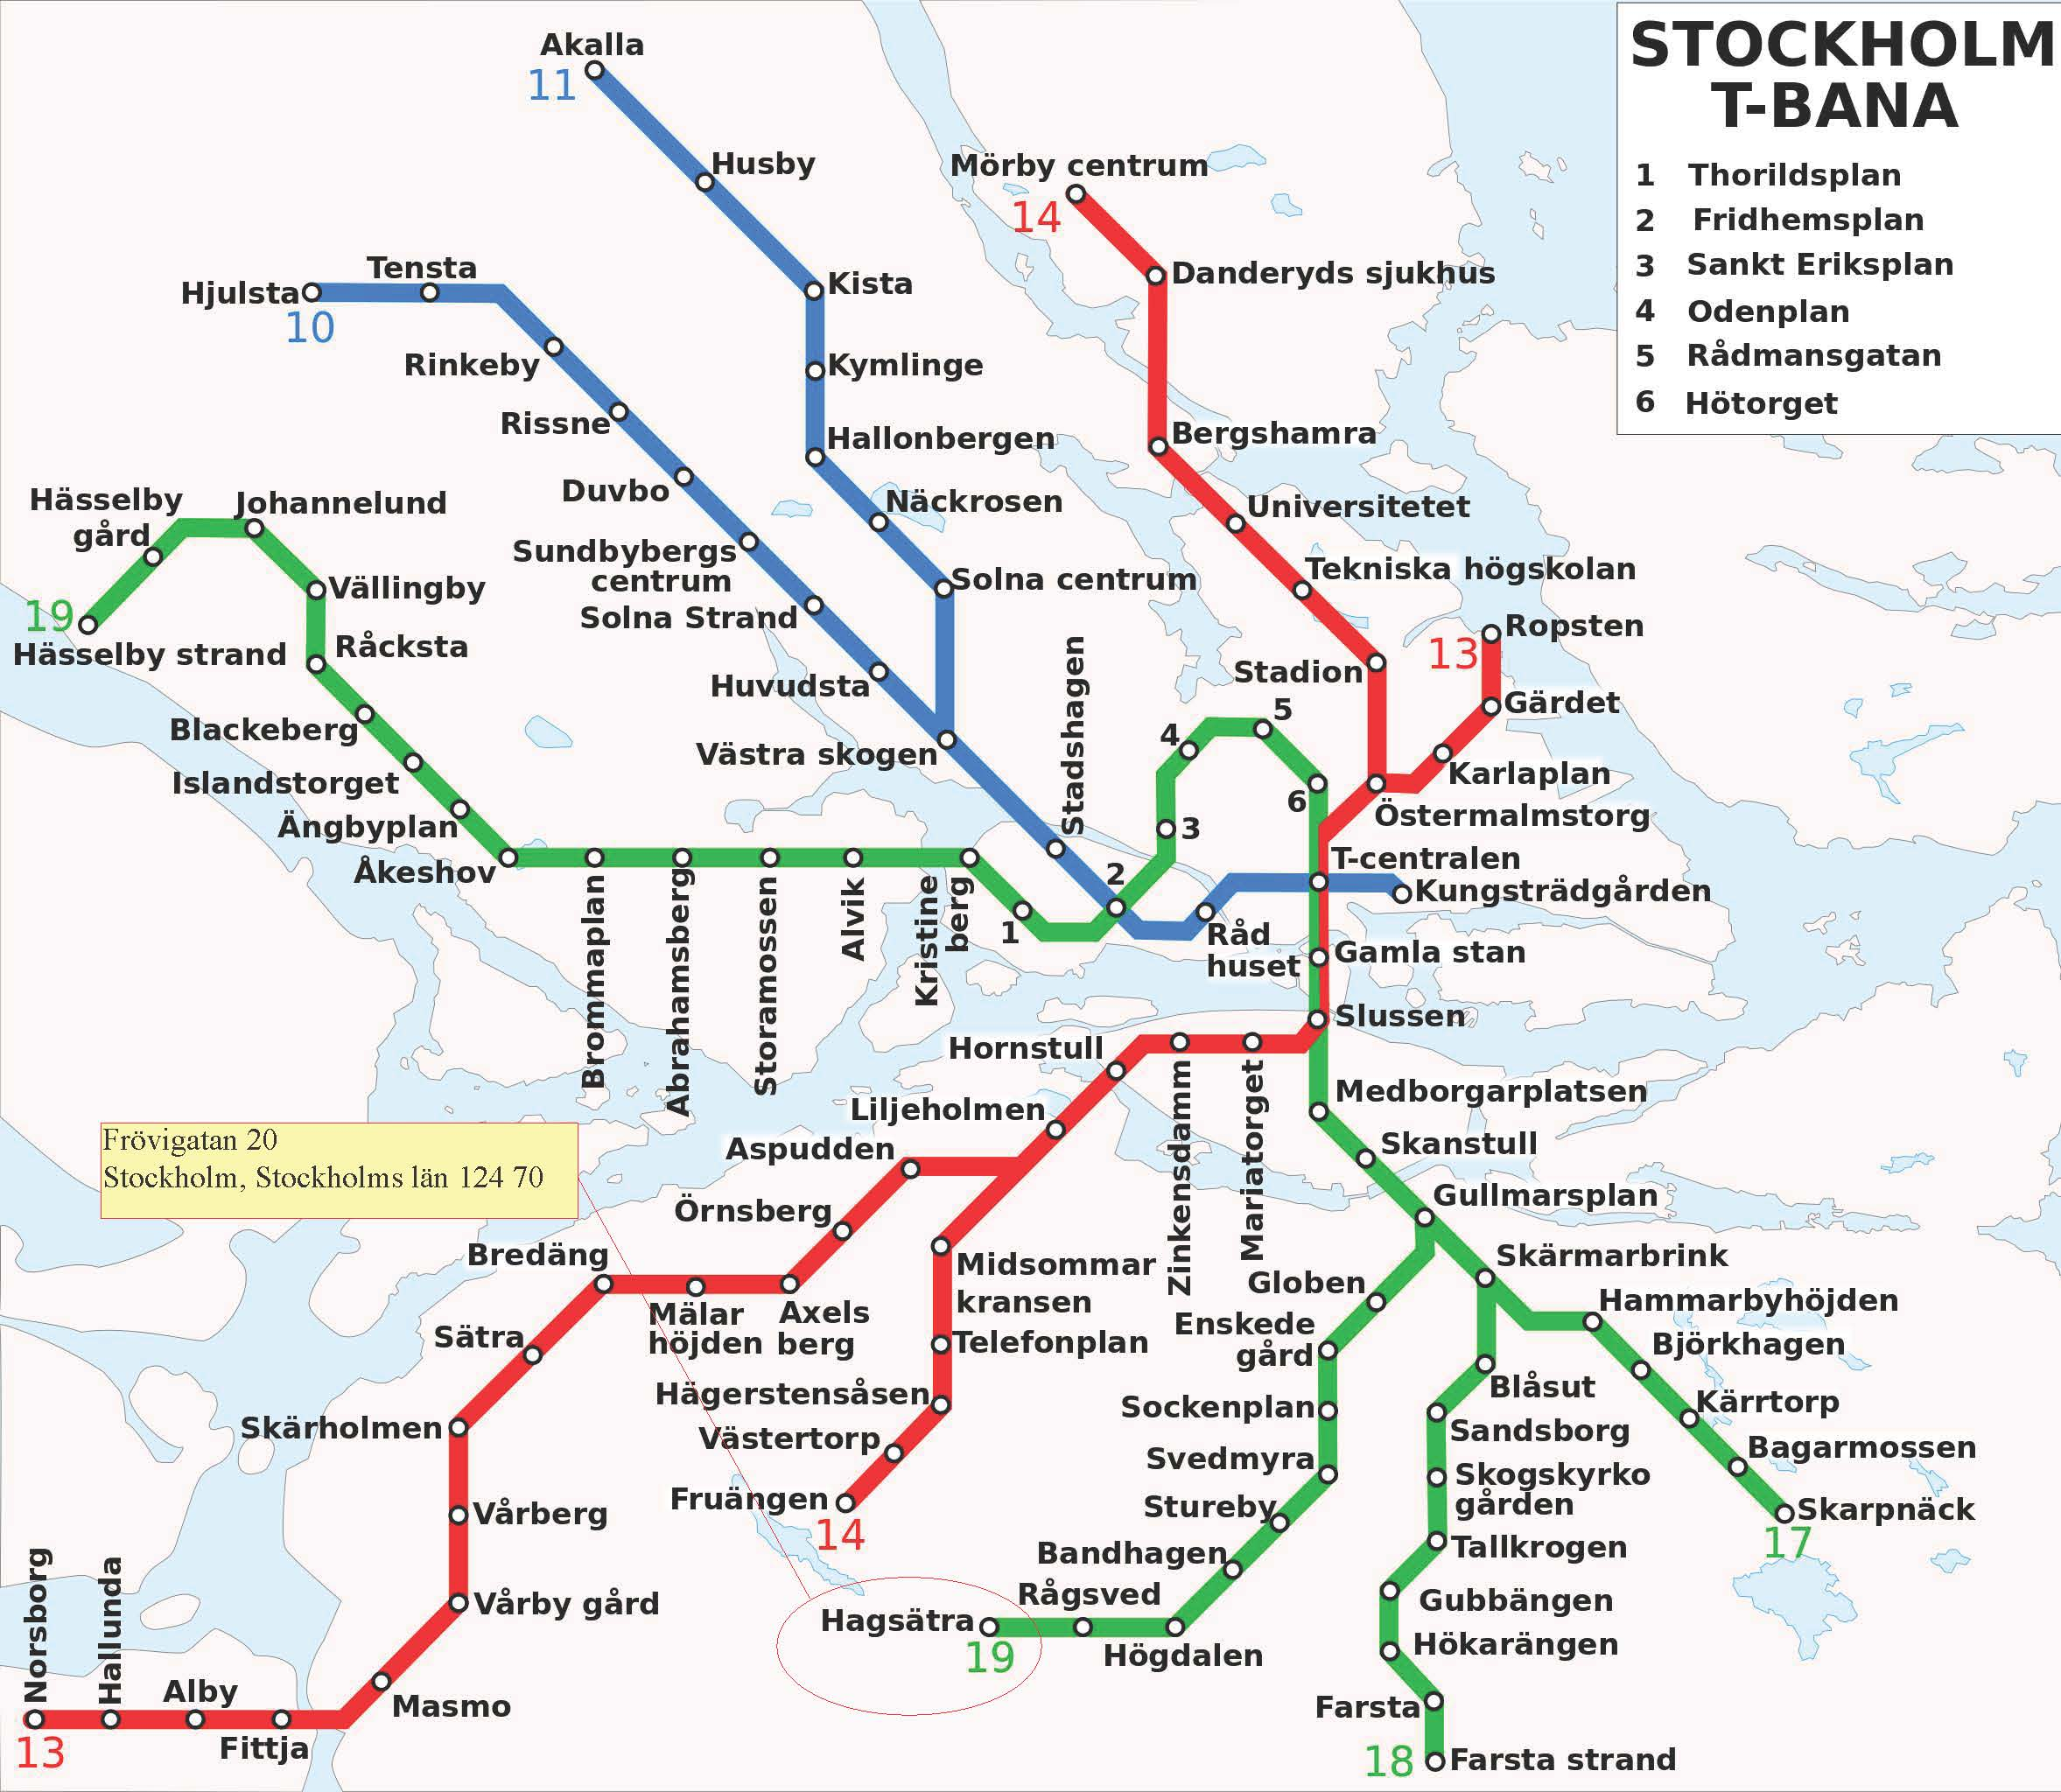 STOCKHOLM
T-BANA
1 Thorildsplan
2 Fridhemsplan
3 Sankt Eriksplan
4 Odenplan
5 Rådmansgatan
6 Hötorget
Akalla
11
Husby
Kista
Kymlinge
Hallonbergen
Näckrosen
Solna centrum
Hjulsta
10
Tensta
Rinkeby
Rissne
Duvbo
Sundbybergs
centrum
Solna Strand
Huvudsta
Västra skogen
Stadshagen
Råd
huset
T-centralen
Kungsträdgården
Mörby centrum
14
Danderyds sjukhus
Bergshamra
Universitetet
Tekniska högskolan
Stadion
Ropsten
13
Gärdet
Karlaplan
Östermalmstorg
Hässelby
gård
Johannelund
19
Hässelby strand
Vällingby
Råcksta
Blackeberg
Islandstorget
Ängbyplan
Åkeshov
Brommaplan
Abrahamsberg
Storamossen
Alvik
Kristine
berg
1
2
3
4
5
6
Gamla stan
Slussen
Hornstull
Zinkensdamm
Mariatorget
Liljeholmen
Aspudden
Örnsberg
Axels
berg
Mälar
höjden
Bredäng
Sätra
Skärholmen
Vårberg
Vårby gård
Masmo
Fittja
Alby
Hallunda
Norsborg
13
Midsommar
kransen
Telefonplan
Hägerstensåsen
Västertorp
Fruängen
14
Medborgarplatsen
Skanstull
Gullmarsplan
Skärmarbrink
Hammarbyhöjden
Björkhagen
Kärrtorp
Bagarmossen
Skarpnäck
17
Globen
Enskede
gård
Sockenplan
Svedmyra
Stureby
Bandhagen
Högdalen
Rågsved
Hagsätra
19
Blåsut
Sandsborg
Skogskyrko
gården
Tallkrogen
Gubbängen
Hökarängen
Farsta
18
Farsta strand
Frövigatan 20
Stockholm, Stockholms län 124 70